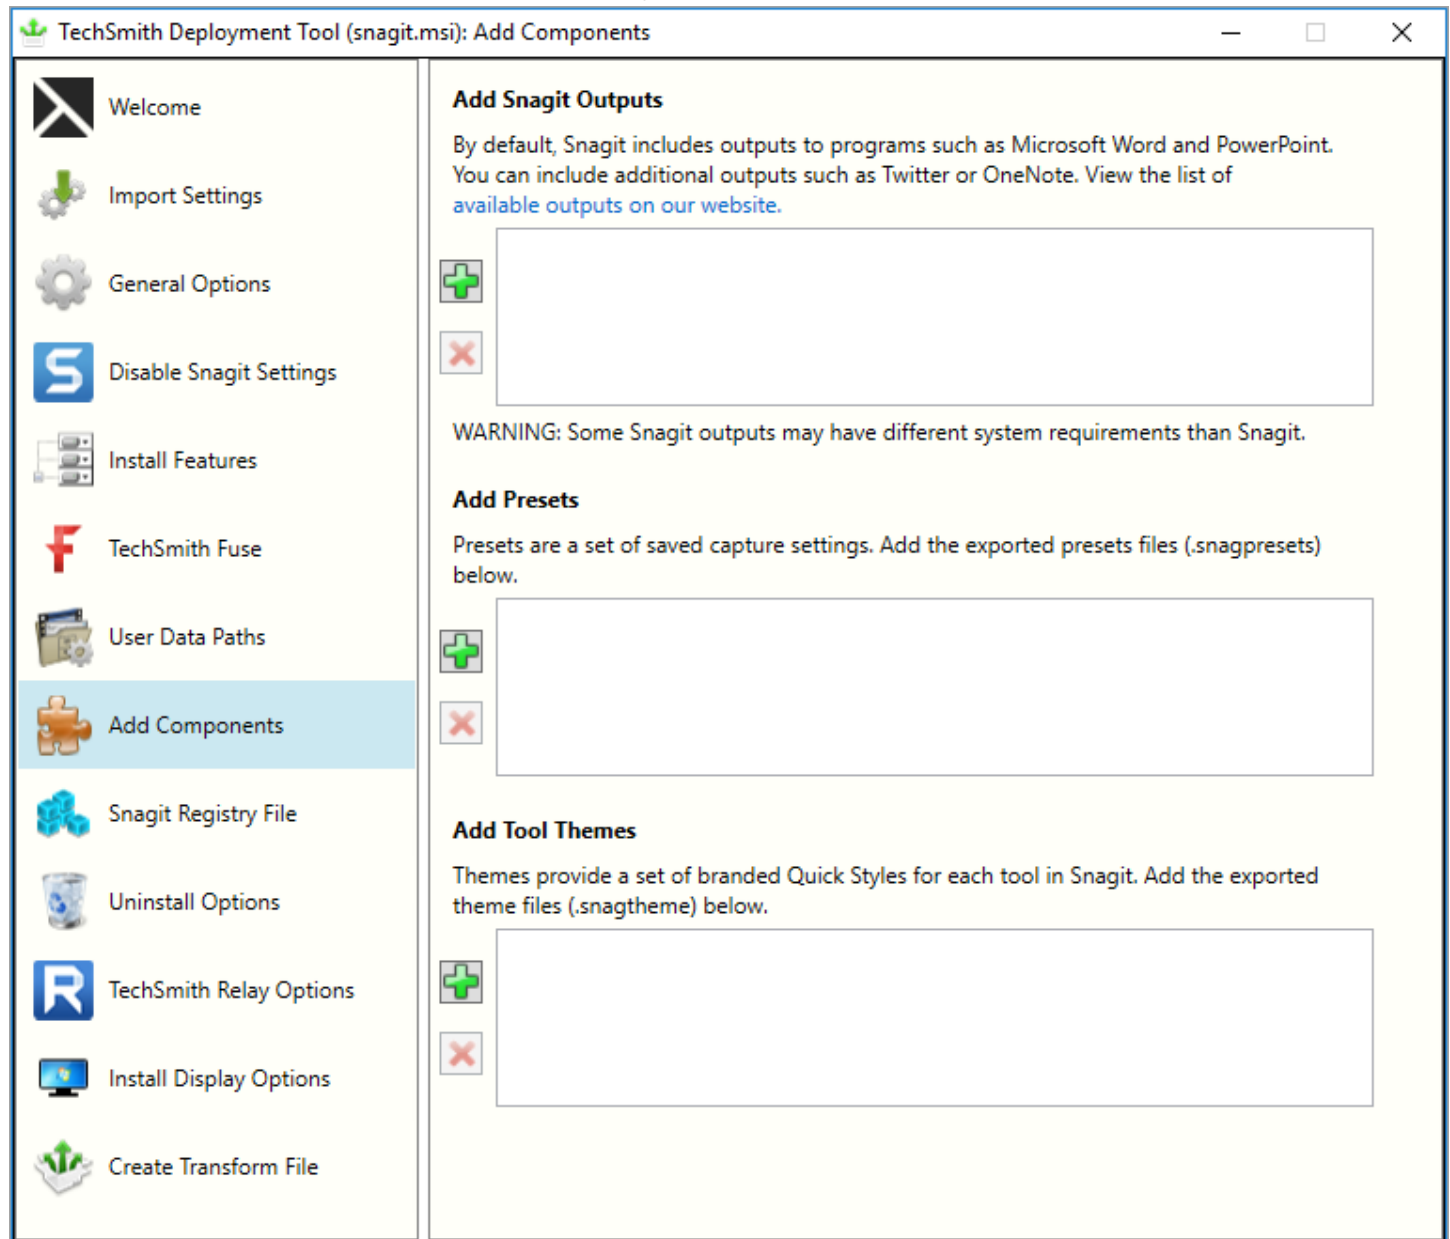 TechSmith Deployment Tool (snagit.msi): Add Components
Welcome
Import Settings
General Options
Disable Snagit Settings
Install Features
TechSmith Fuse
User Data Paths
Add Components
Snagit Registry File
Uninstall Options
TechSmith Relay Options
Install Display Options
Create Transform File
Add Snagit Outputs
By default, Snagit includes outputs to programs such as Microsoft Word and PowerPoint.
You can include additional outputs such as Twitter or OneNote. View the list of
available outputs on our website.
WARNING: Some Snagit outputs may have different system requirements than Snagit.
Add Presets
Presets are a set of saved capture settings. Add the exported presets files (.snagpresets)
below.
Add Tool Themes
Themes provide a set of branded Quick Styles for each tool in Snagit. Add the exported
theme files (.snagtheme) below.